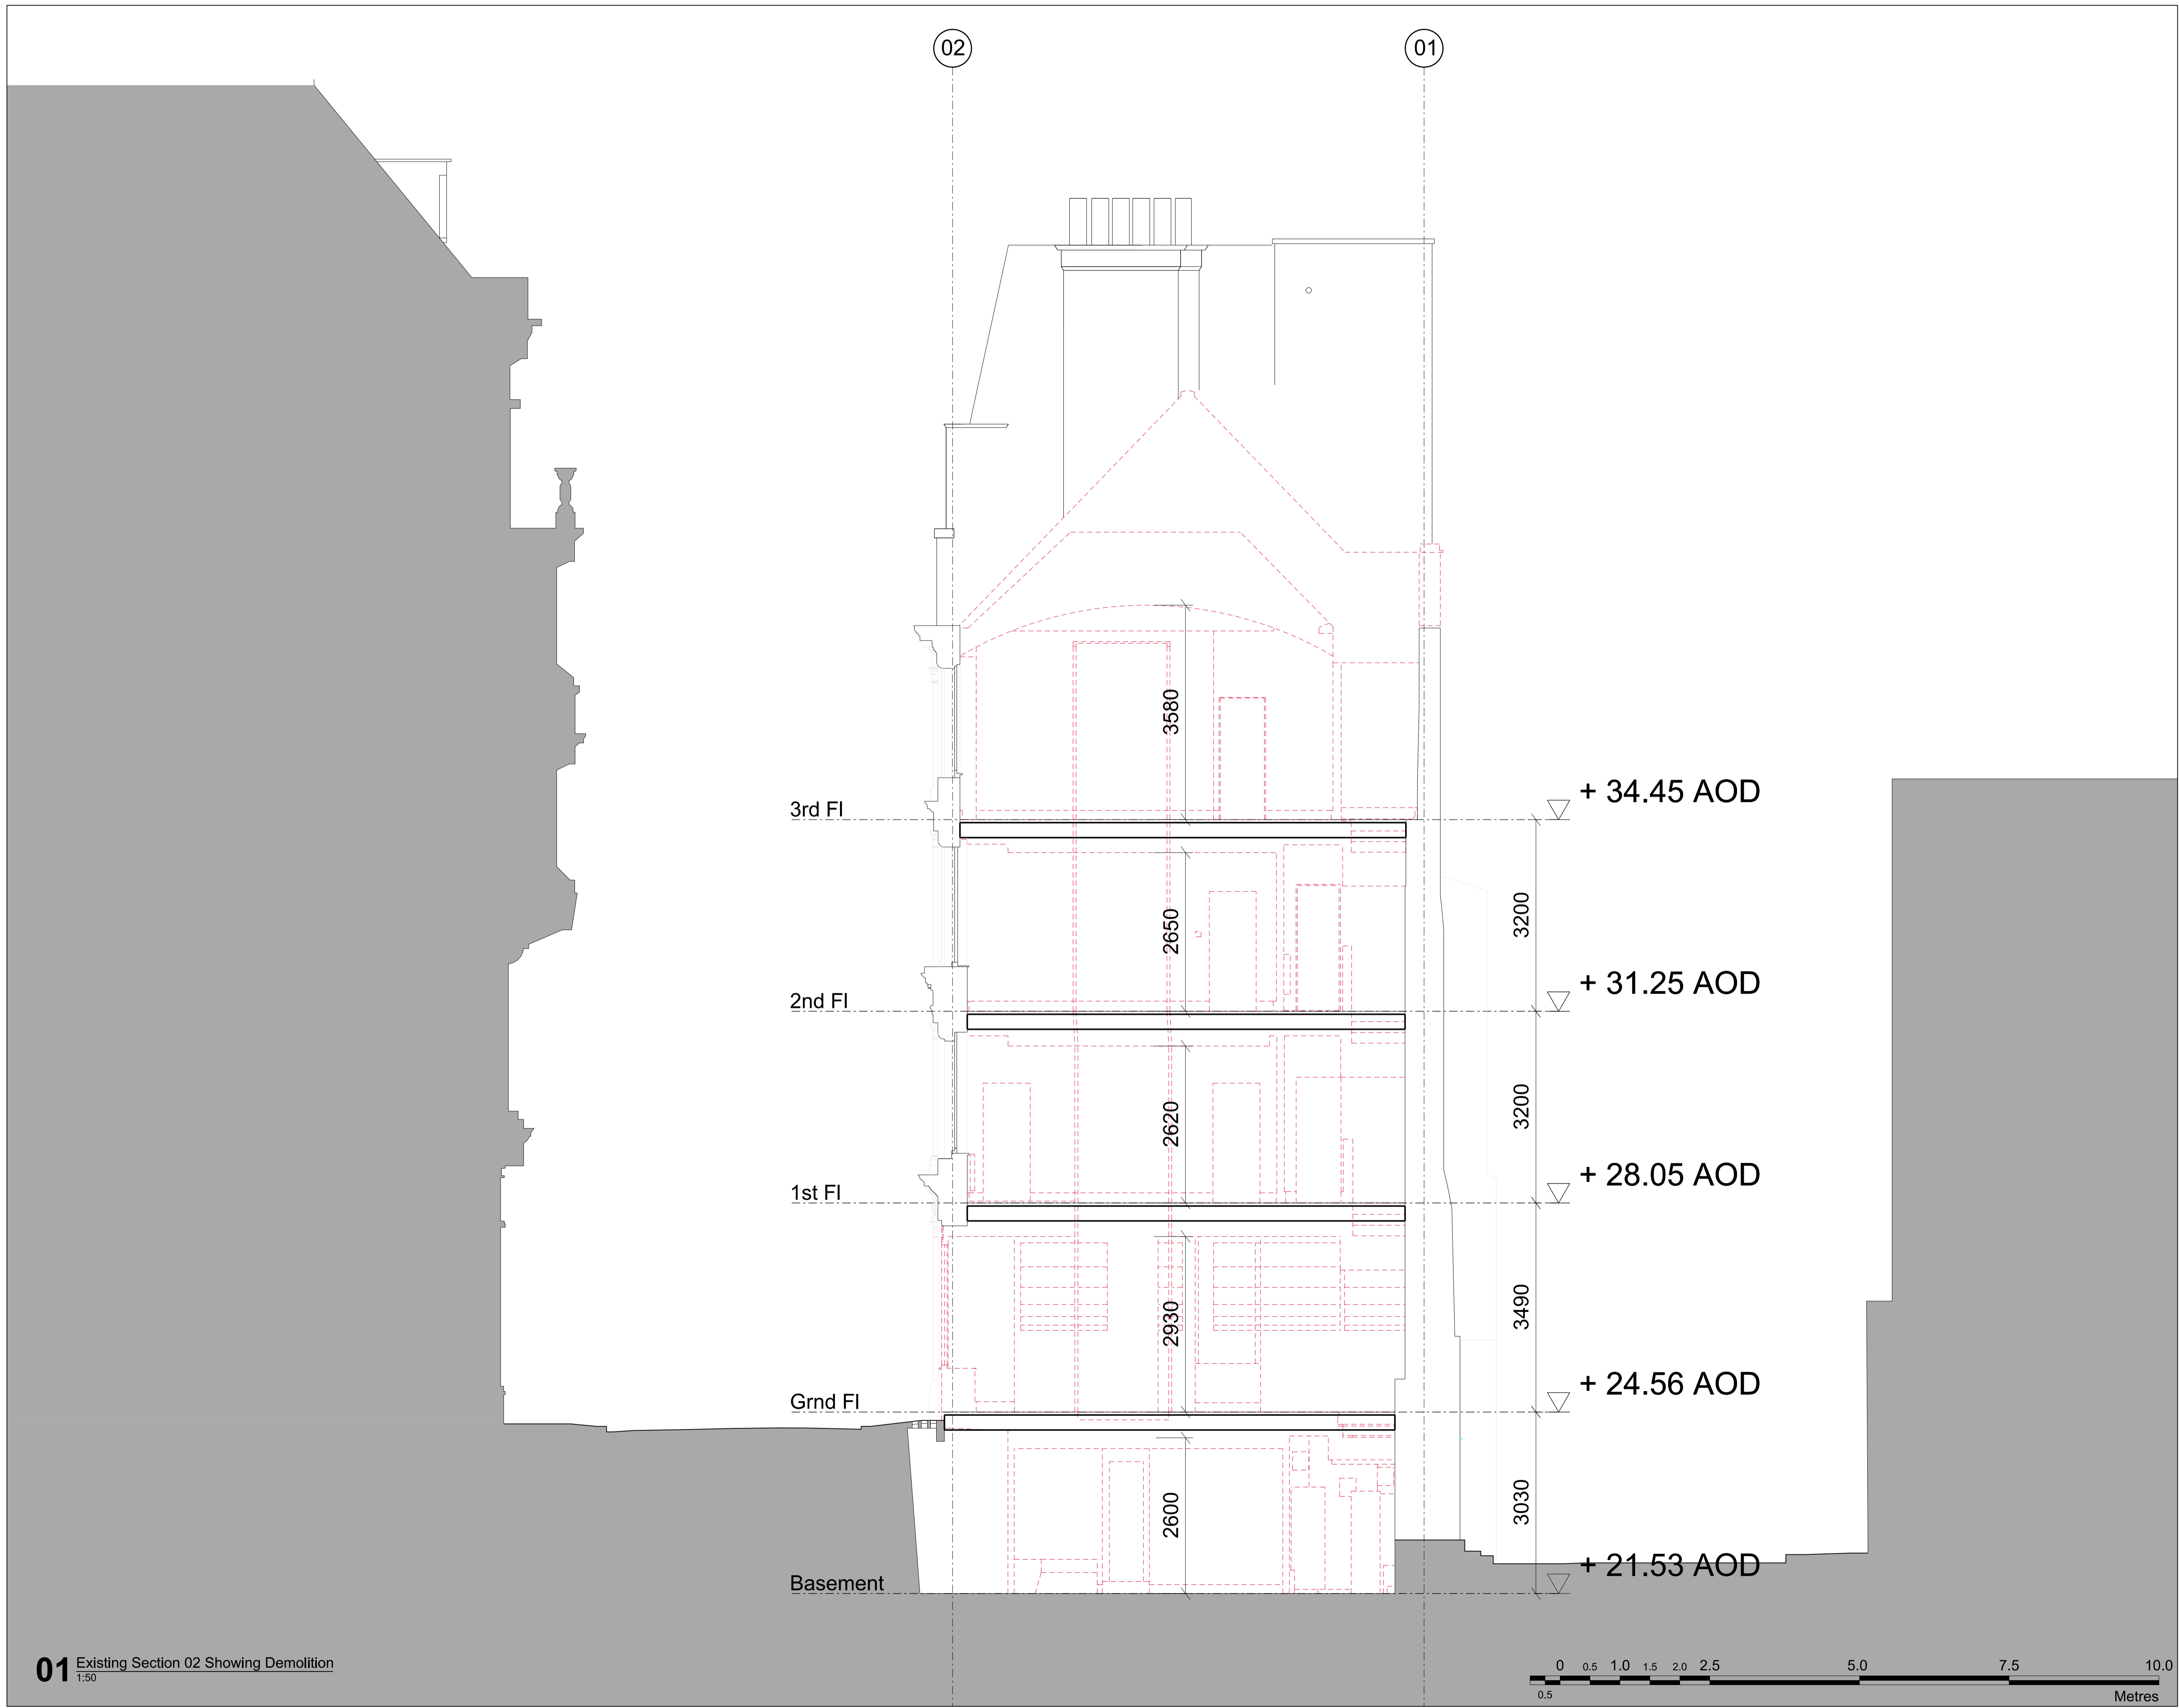 02
01
3580
3rd Fl
+ 34.45 AOD
2650
3200
2nd Fl
+ 31.25 AOD
2620
3200
1st Fl
+ 28.05 AOD
2930
3490
Grnd Fl
+ 24.56 AOD
2600
3030
Basement
+ 21.53 AOD
01 Existing Section 02 Showing Demolition
1:50
0 0.5 1.0 1.5 2.0 2.5 5.0 7.5 10.0
0.5 Metres